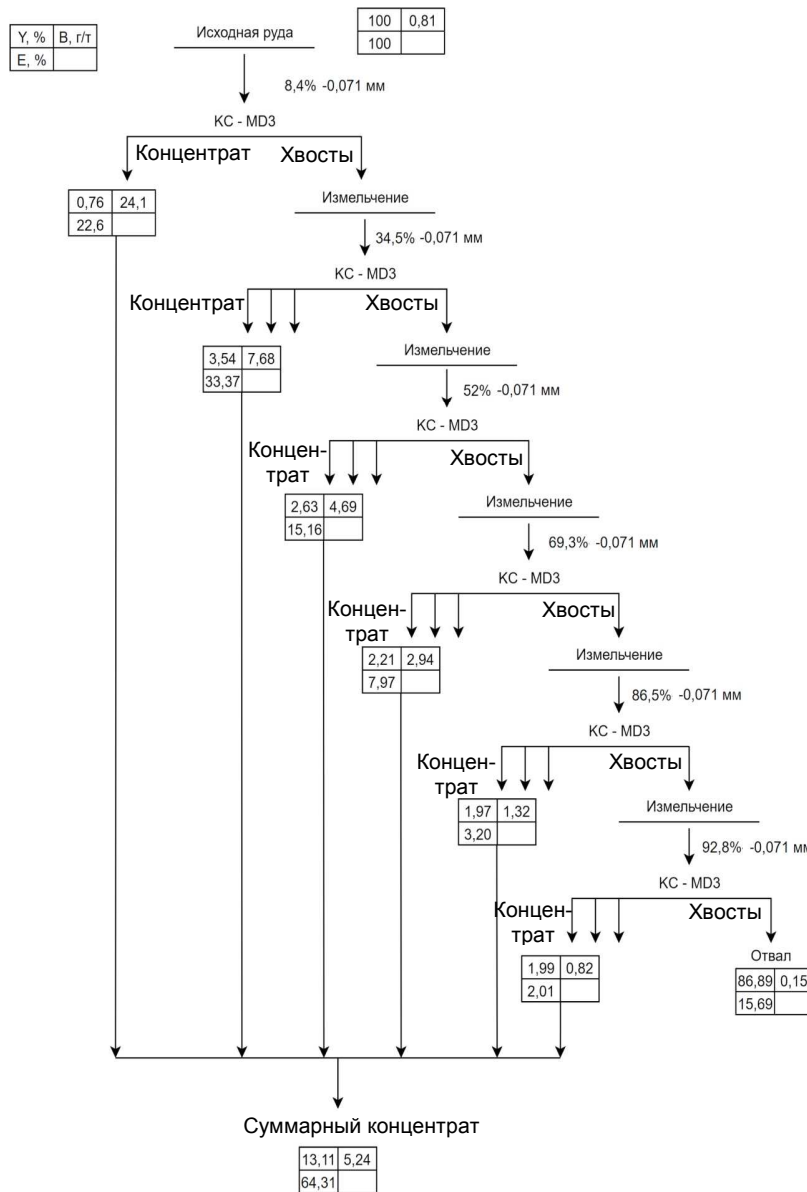 100 0,81
100
Y, % В, г/т
E, %
Исходная руда
8,4% -0,071 мм
КС - MD3
Концентрат Хвосты
0,76 24,1
22,6
Измельчение
34,5% -0,071 мм
КС - MD3
Концентрат Хвосты
3,54 7,68
33,37
Измельчение
52% -0,071 мм
КС - MD3
Концен-
трат
Хвосты
2,63 4,69
15,16
Измельчение
69,3% -0,071 мм
КС - MD3
Концен-
трат
Хвосты
2,21 2,94
7,97
Измельчение
86,5% -0,071 мм
КС - MD3
Концен-
трат
Хвосты
1,97 1,32
3,20
Измельчение
92,8% -0,071 мм
КС - MD3
Концен-
трат
Хвосты
1,99 0,82
2,01
Отвал
86,89 0,15
15,69
Суммарный концентрат
13,11 5,24
64,31